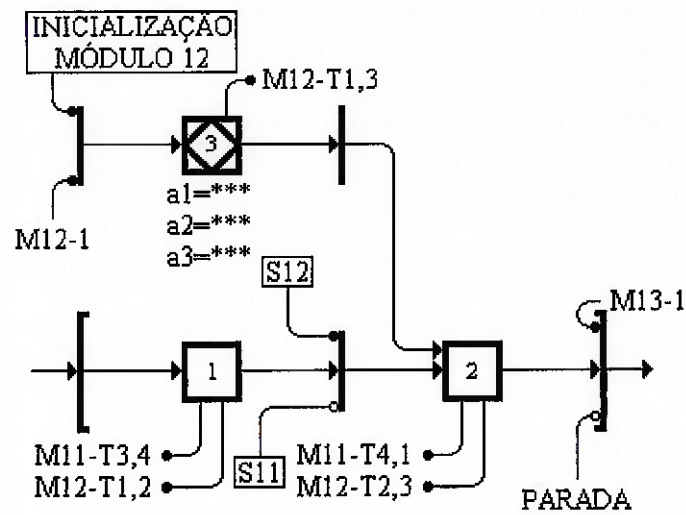 INICIALIZAÇÃO
MÓDULO 12
M12-T1,3
3
M12-1
a1=***
a2=***
a3=***
S12
M13-1
1
2
M11-T3,4
M12-T1,2
S11
M11-T4,1
M12-T2,3
PARADA